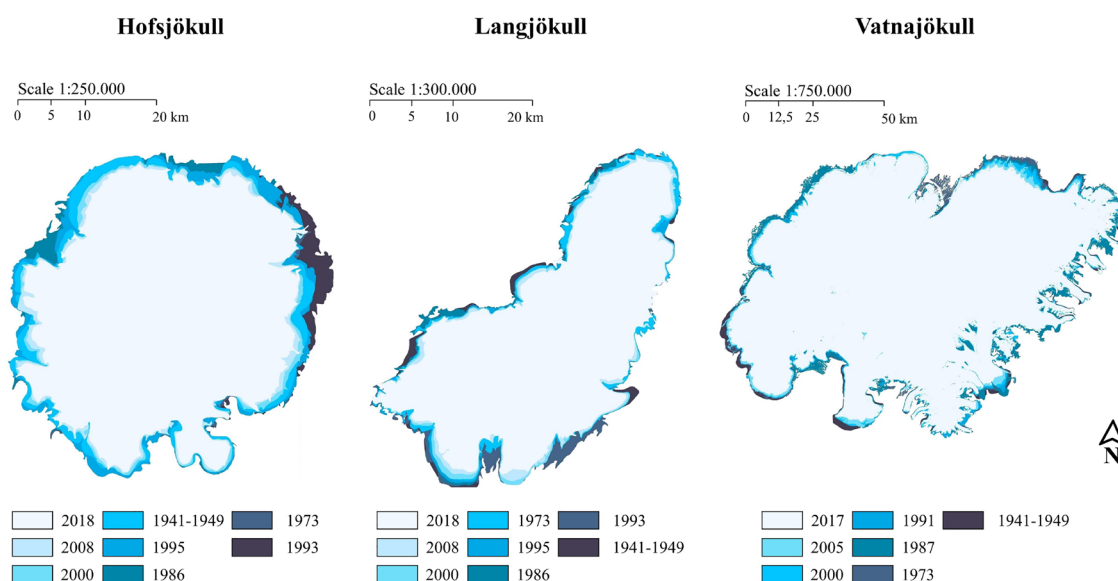 Hofsjökull
Langjökull
Vatnajökull
Scale 1:250.000
0 5 10 20 km
Scale 1:300.000
0 5 10 20 km
Scale 1:750.000
0 12,5 25 50 km
N
2018 1941-1949 1973
2008 1995 1993
2000 1986
2018 1973 1993
2008 1995 1941-1949
2000 1986
2017 1991 1941-1949
2005 1987
2000 1973